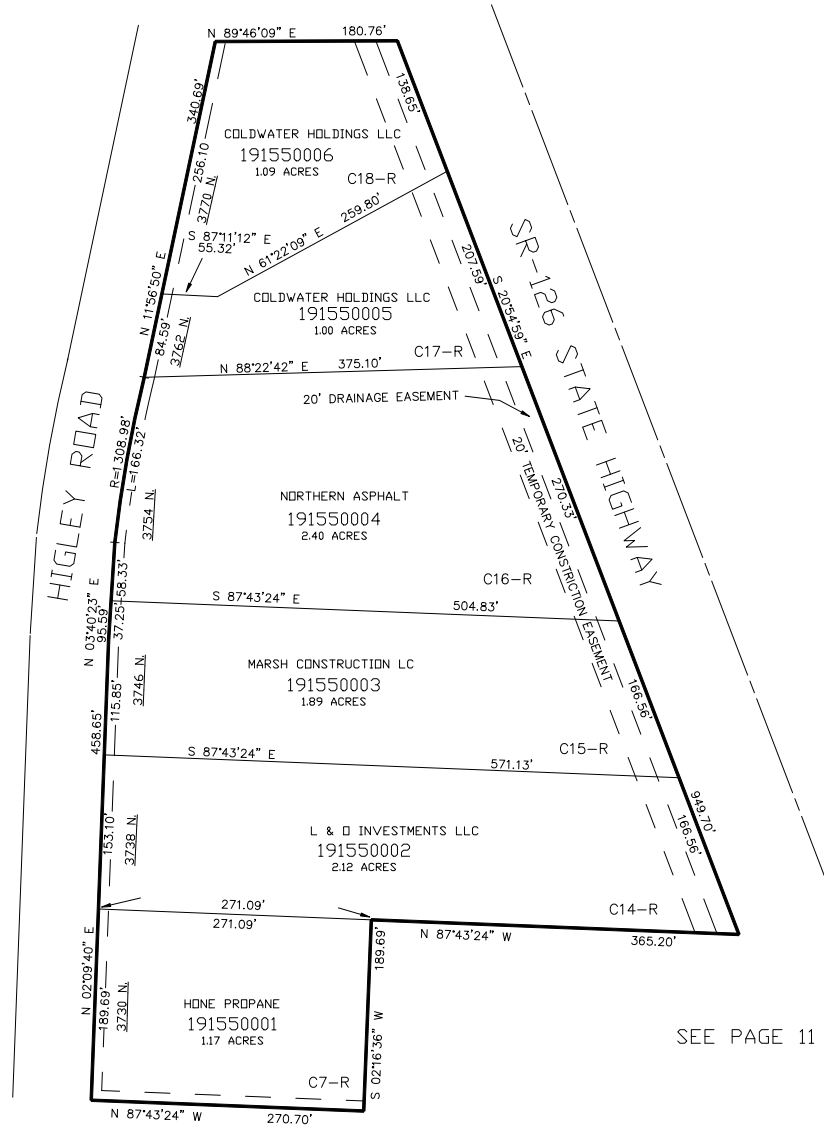 N 89°46'09" E 180.76'
340.69'
256.10
3770 N.
138.65'
COLDWATER HOLDINGS LLC
191550006
1.09 ACRES
C18-R
S 87°11'12" E
55.32'
N 61°22'09" E 259.80'
N 11°56'50" E
84.59'
3762 N.
207.59'
S 20°54'59" E
SR-126 STATE HIGHWAY
COLDWATER HOLDINGS LLC
191550005
1.00 ACRES
C17-R
N 88°22'42" E 375.10'
20' DRAINAGE EASEMENT
20' TEMPORARY CONSTRICTION EASEMENT
HIGLEY ROAD
R=1308.98'
L=166.32'
3754 N.
270.33'
NORTHERN ASPHALT
191550004
2.40 ACRES
C16-R
58.33'
S 87°43'24" E 504.83'
N 03°40'23" E
95.59'
37.25'
115.85'
3746 N.
MARSH CONSTRUCTION LC
191550003
1.89 ACRES
C15-R
166.56'
458.65'
S 87°43'24" E 571.13'
949.70'
166.56'
153.10'
3738 N.
L & O INVESTMENTS LLC
191550002
2.12 ACRES
C14-R
271.09'
271.09'
N 87°43'24" W 365.20'
N 02°09'40" E
189.69'
3730 N.
189.69'
S 02°16'36" W
HONE PROPANE
191550001
1.17 ACRES
C7-R
SEE PAGE 11
N 87°43'24" W 270.70'